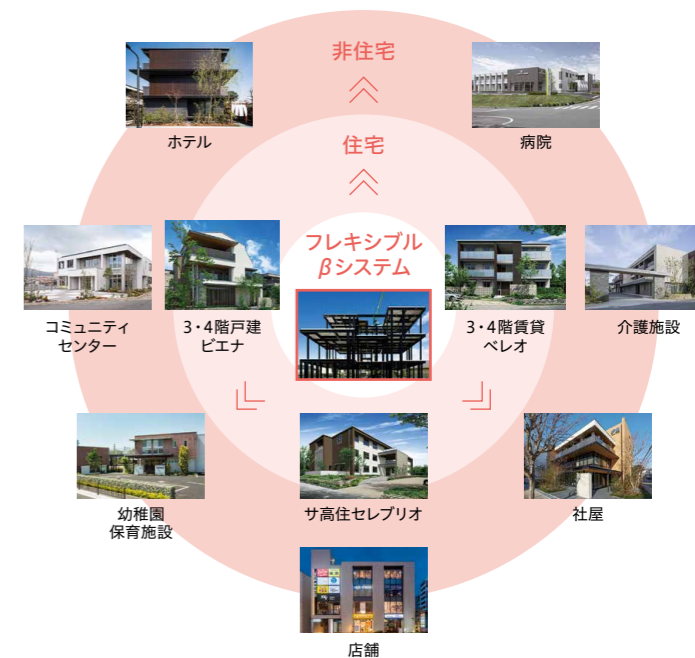 非住宅
ホテル
病院
住宅
フレキシブル
βシステム
コミュニティ
センター
3・4階戸建
ビエナ
3・4階賃貸
ベレオ
介護施設
幼稚園
保育施設
サ高住セレブリオ
社屋
店舗